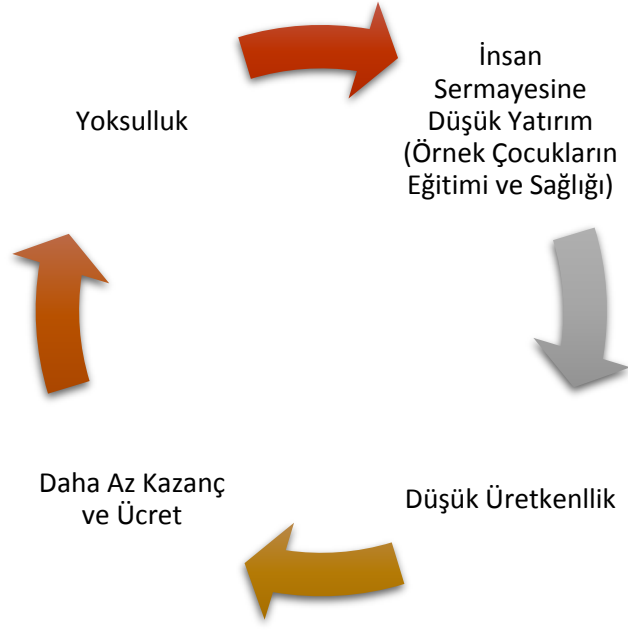 Yoksulluk
İnsan
Sermayesine
Düşük Yatırım
(Örnek Çocukların
Eğitimi ve Sağlığı)
Düşük Üretkenllik
Daha Az Kazanç
ve Ücret